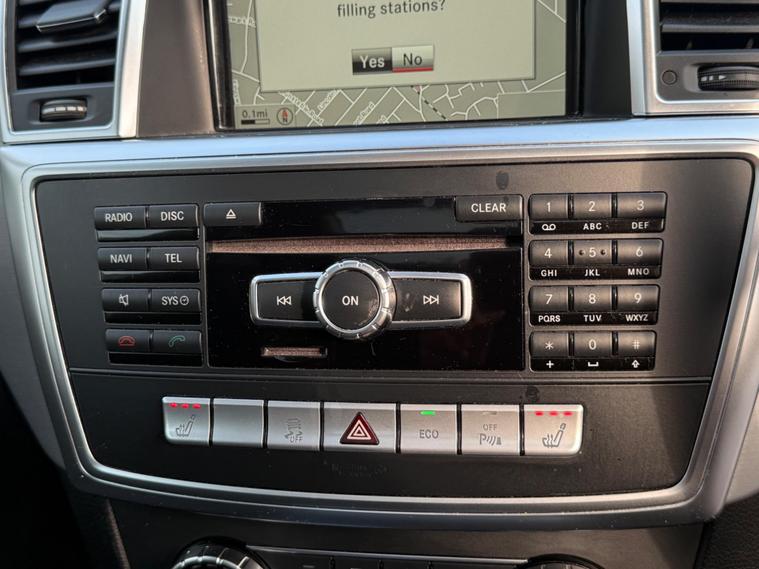 filling stations?
Yes No
0.1mi
N
RADIO DISC
CLEAR
1 2 3
ABC DEF
NAVI TEL
4 5 6
GHI JKL MNO
ON
SYS
7 8 9
PQRS TUV WXYZ
* 0 #
+
OFF
ECO
OFF